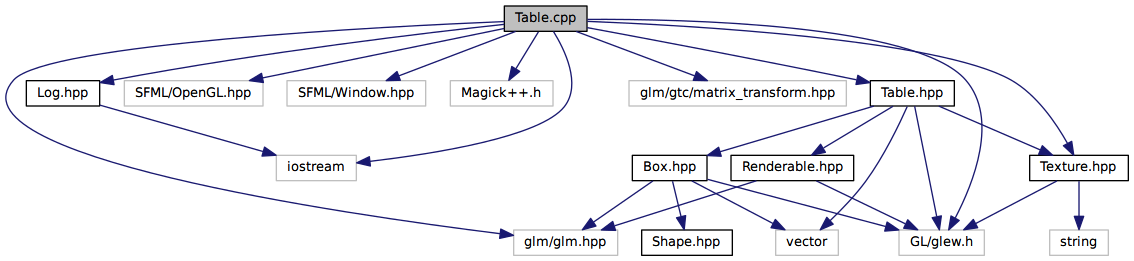 Table.cpp
Log.hpp
SFML/OpenGL.hpp
SFML/Window.hpp
Magick++.h
glm/gtc/matrix_transform.hpp
Table.hpp
iostream
Box.hpp
Renderable.hpp
Texture.hpp
glm/glm.hpp
Shape.hpp
vector
GL/glew.h
string